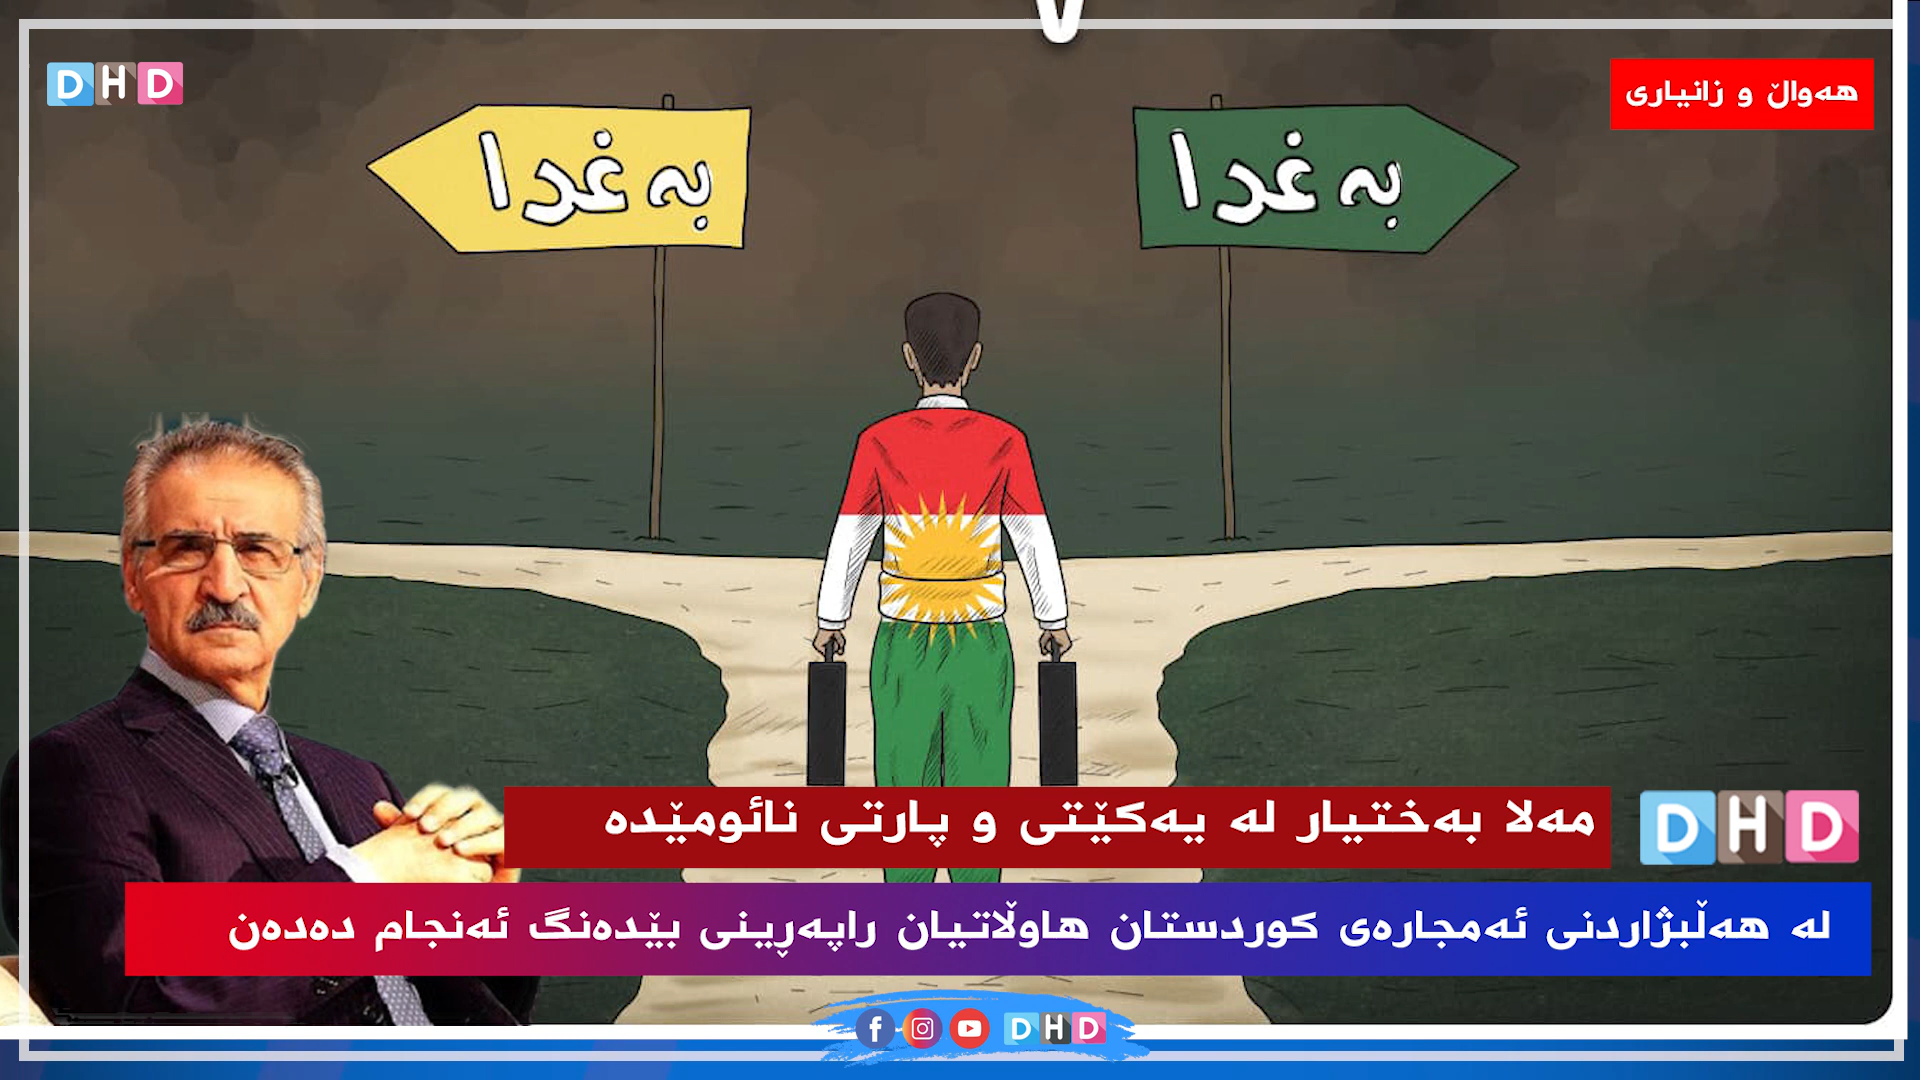 DHD
هەواڵ و زانیاری
بە غدا
بە غدا
مەلا بەختیار لە یەکێتی و پارتی نائومێدە
DHD
لە هەڵبژاردنی ئەمجارەی کوردستان هاوڵاتیان راپەڕینی بێدەنگ ئەنجام دەدەن
DHD